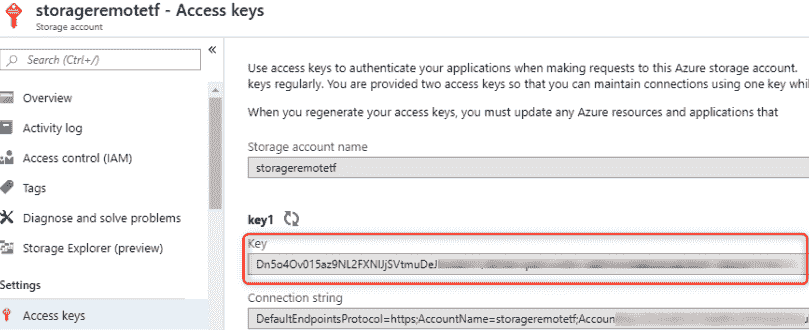 storageremotetf - Access keys
Storage account
«
Search (Ctrl+/)
Overview
Activity log
Access control (IAM)
Tags
Diagnose and solve problems
Storage Explorer (preview)
Settings
Access keys
Use access keys to authenticate your applications when making requests to this Azure storage account.
keys regularly. You are provided two access keys so that you can maintain connections using one key whil
When you regenerate your access keys, you must update any Azure resources and applications that
Storage account name
storageremotetf
key1
Key
Connection string
DefaultEndpointsProtocol=https;AccountName=storageremotetf;Accoun